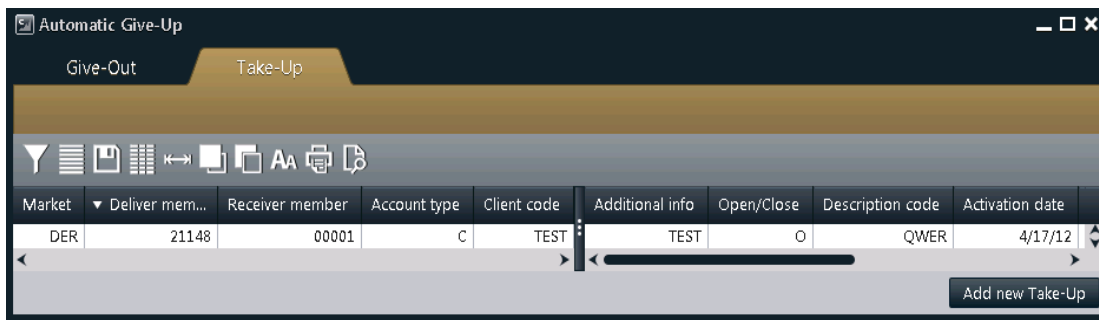 Automatic Give-Up
Give-Out Take-Up
AA
Market Deliver mem... Receiver member Account type Client code Additional info Open/Close Description code Activation date
DER 21148 00001 C TEST TEST O QWER 4/17/12
Add new Take-Up